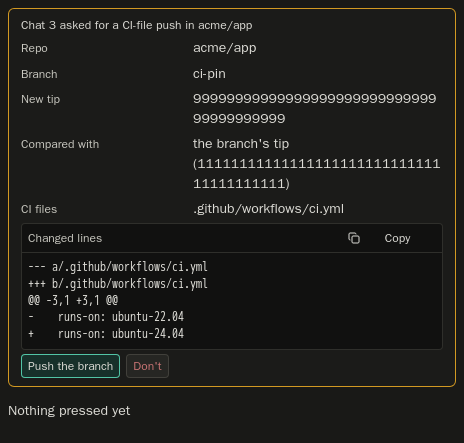 Chat 3 asked for a CI-file push in acme/app
Repo acme/app
Branch ci-pin
New tip 99999999999999999999999999999
99999999999
Compared with the branch's tip
(11111111111111111111111111111
11111111111)
CI files .github/workflows/ci.yml
Changed lines Copy
--- a/.github/workflows/ci.yml
+++ b/.github/workflows/ci.yml
@@ -3,1 +3,1 @@
-    runs-on: ubuntu-22.04
+    runs-on: ubuntu-24.04
Push the branch Don't
Nothing pressed yet